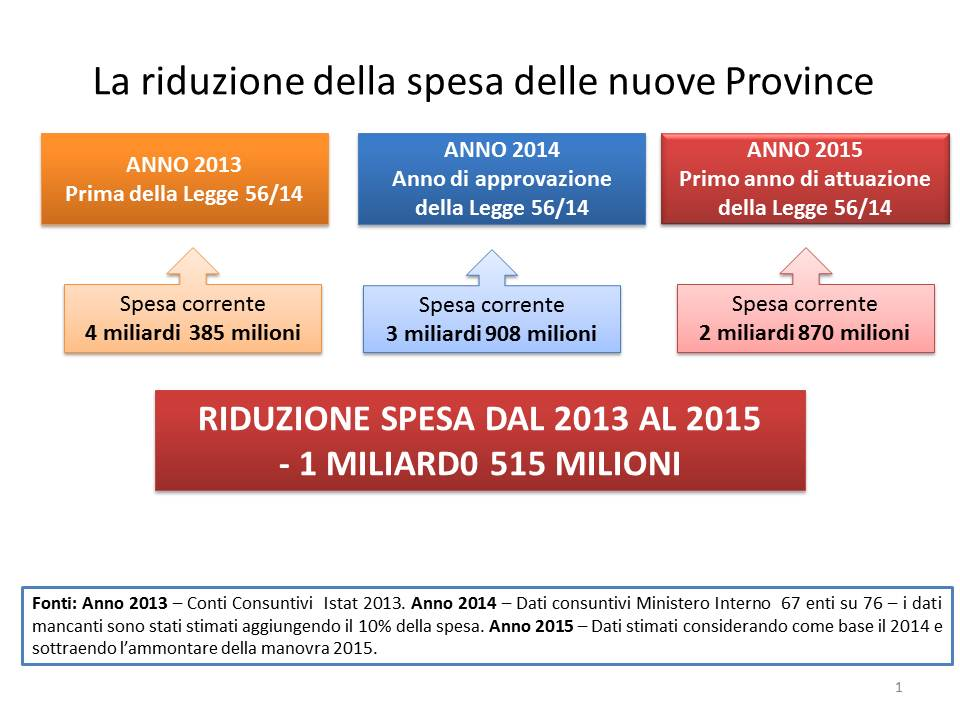 La riduzione della spesa delle nuove Province
ANNO 2013
Prima della Legge 56/14
ANNO 2014
Anno di approvazione
della Legge 56/14
ANNO 2015
Primo anno di attuazione
della Legge 56/14
Spesa corrente
4 miliardi 385 milioni
Spesa corrente
3 miliardi 908 milioni
Spesa corrente
2 miliardi 870 milioni
RIDUZIONE SPESA DAL 2013 AL 2015
- 1 MILIARD0 515 MILIONI
Fonti: Anno 2013 – Conti Consuntivi Istat 2013. Anno 2014 – Dati consuntivi Ministero Interno 67 enti su 76 – i dati
mancanti sono stati stimati aggiungendo il 10% della spesa. Anno 2015 – Dati stimati considerando come base il 2014 e
sottraendo l’ammontare della manovra 2015.
1